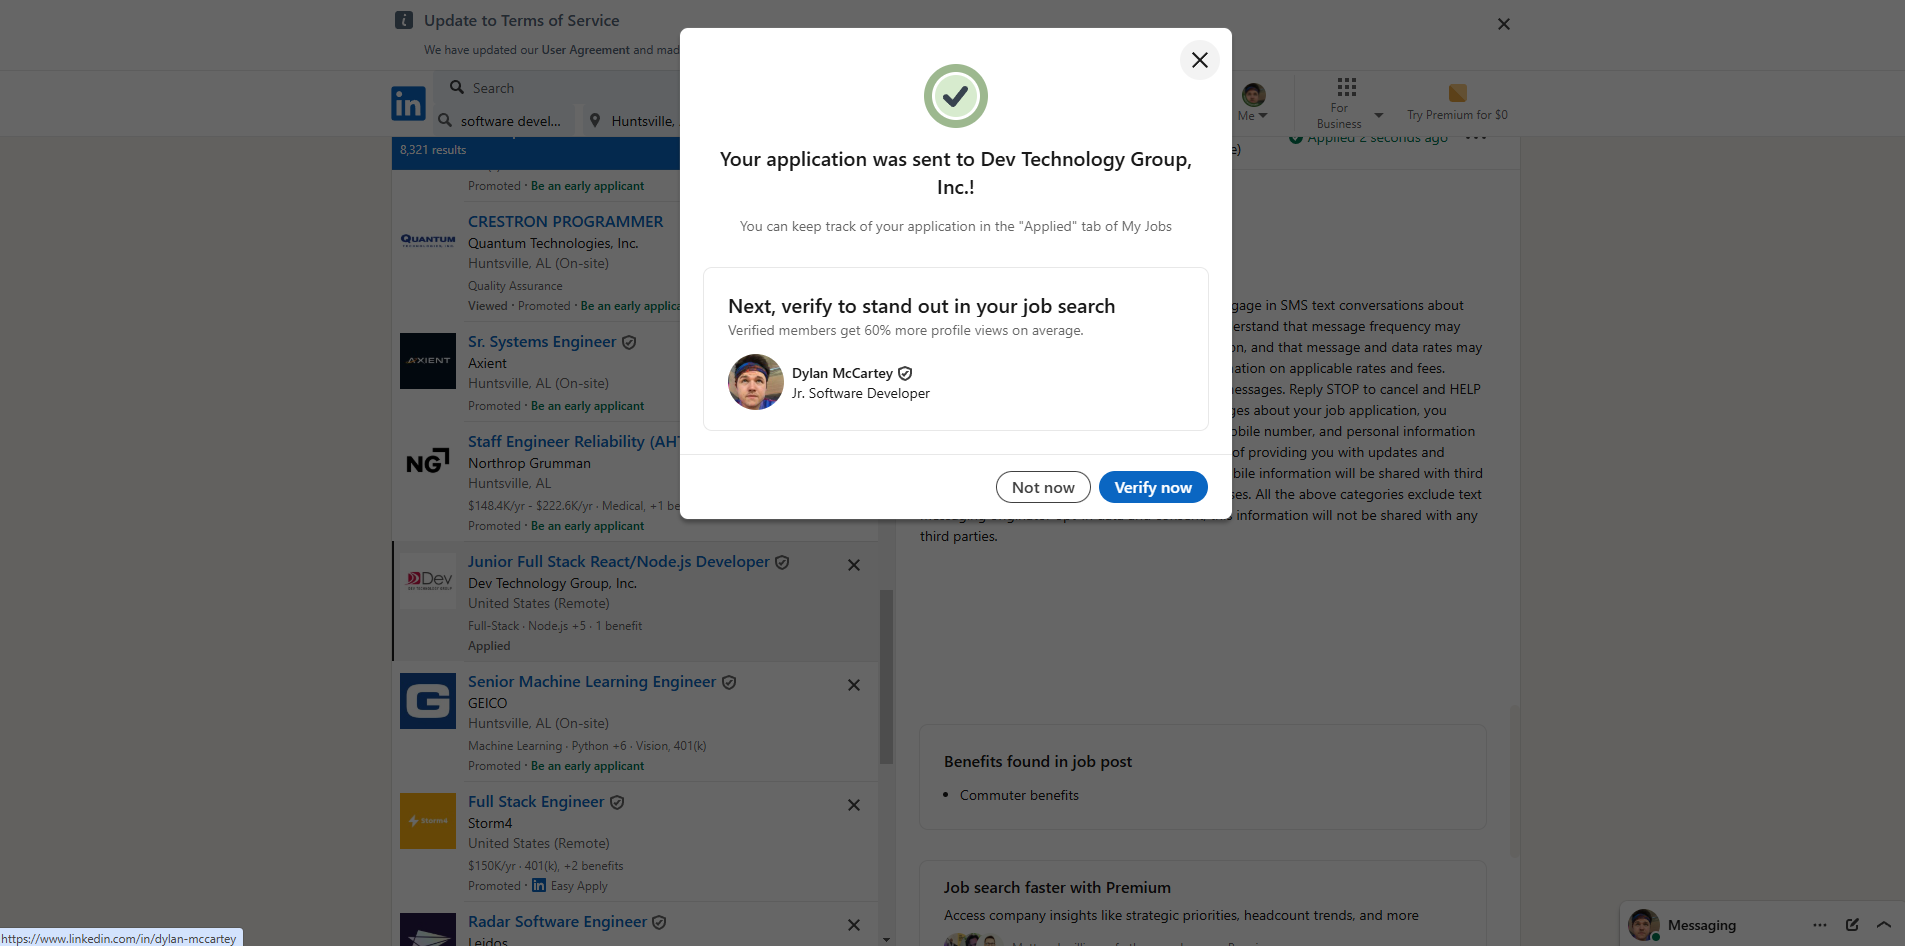 Update to Terms of Service
We have updated our User Agreement and mad
Search
software devel...
Huntsville,
Me
For
Business
Try Premium for $0
8,321 results
Promoted · Be an early applicant
CRESTRON PROGRAMMER
QUANTUM
Quantum Technologies, Inc.
Huntsville, AL (On-site)
Quality Assurance
Viewed · Promoted · Be an early applica
Sr. Systems Engineer
AXIENT
Axient
Huntsville, AL (On-site)
Promoted · Be an early applicant
Staff Engineer Reliability (AHT
NG
Northrop Grumman
Huntsville, AL
$148.4K/yr - $222.6K/yr · Medical, +1 be
Promoted · Be an early applicant
Junior Full Stack React/Node.js Developer
Dev
DEV TECHNOLOGY GROUP
Dev Technology Group, Inc.
United States (Remote)
Full-Stack · Node.js +5 · 1 benefit
Applied
Senior Machine Learning Engineer
G
GEICO
Huntsville, AL (On-site)
Machine Learning · Python +6 · Vision, 401(k)
Promoted · Be an early applicant
Full Stack Engineer
Storm4
Storm4
United States (Remote)
$150K/yr · 401(k), +2 benefits
Promoted · in Easy Apply
Radar Software Engineer
Leidos
https://www.linkedin.com/in/dylan-mccartey
Your application was sent to Dev Technology Group,
Inc.!
You can keep track of your application in the "Applied" tab of My Jobs
Next, verify to stand out in your job search
Verified members get 60% more profile views on average.
Dylan McCartey
Jr. Software Developer
Not now
Verify now
e)
Applied 2 seconds ago
gage in SMS text conversations about
erstand that message frequency may
n, and that message and data rates may
ation on applicable rates and fees.
essages. Reply STOP to cancel and HELP
ges about your job application, you
obile number, and personal information
of providing you with updates and
bile information will be shared with third
ses. All the above categories exclude text
information will not be shared with any
third parties.
Benefits found in job post
• Commuter benefits
Job search faster with Premium
Access company insights like strategic priorities, headcount trends, and more
Messaging